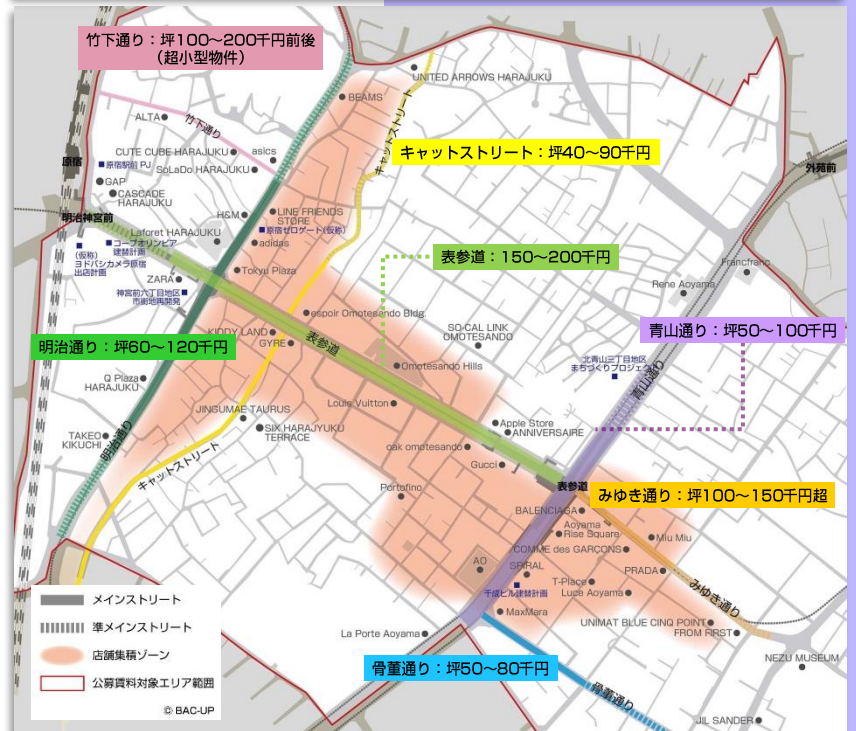 竹下通り：坪100～200千円前後
（超小型物件）
UNITED ARROWS HARAJUKU
BEAMS
ALTA
竹下通り
キャットストリート
キャットストリート：坪40～90千円
外苑前
原宿
CUTE CUBE HARAJUKU
asics
原宿駅前 PJ
SoLaDo HARAJUKU
GAP
CASCADE
HARAJUKU
明治神宮前
H&M
LINE FRIENDS
STORE
原宿ゼロゲート(仮称)
Laforet HARAJUKU
adidas
コープオリンピア
建替計画
(仮称)
ヨドバシカメラ原宿
出店計画
表参道：150～200千円
Francfranc
Tokyu Plaza
ZARA
Rene Aoyama
神宮前六丁目地区
市街地再開発
espoir Omotesando Bldg.
SO-CAL LINK
OMOTESANDO
青山通り：坪50～100千円
KIDDY LAND
GYRE
表参道
明治通り：坪60～120千円
北青山三丁目地区
まちづくりプロジェ
Omotesando Hills
青山通り
Q Plaza
HARAJUKU
Louis Vuitton
JINGUMAE TAURUS
SIX HARAJYUKU
TERRACE
Apple Store
ANNIVERSAIRE
TAKEO
KIKUCHI
明治通り
oak omotesando
Gucci
キャットストリート
表参道
みゆき通り：坪100～150千円超
Portofino
BALENCIAGA
Aoyama
Rise Square
Miu Miu
COMME des GARÇONS
AO
SPIRAL
PRADA
T-Place
千成ビル建替計画
Luce Aoyama
みゆき通り
MaxMara
UNIMAT BLUE CINQ POINT
FROM FIRST
La Porte Aoyama
NEZU MUSEUM
骨董通り：坪50～80千円
骨董通り
JIL SANDER
メインストリート
準メインストリート
店舗集積ゾーン
公募賃料対象エリア範囲
© BAC-UP